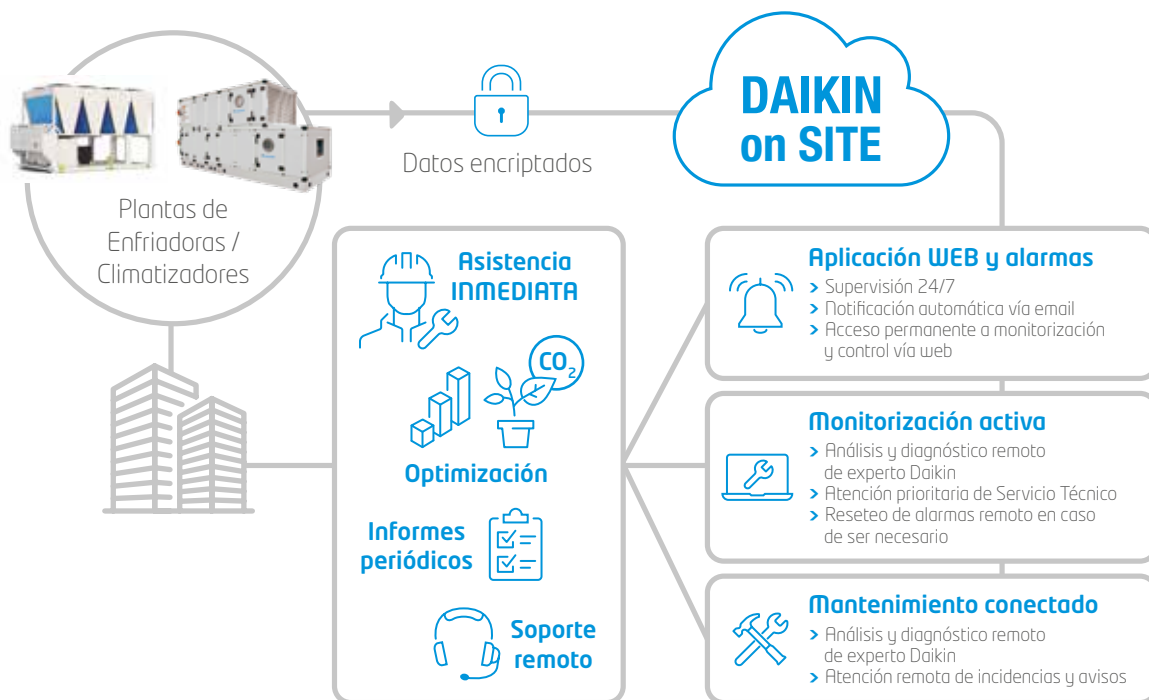 DAIKIN
on SITE
Datos encriptados
Plantas de
Enfriadoras /
Climatizadores
Asistencia
INMEDIATA
CO₂
Optimización
Informes
periódicos
Soporte
remoto
Aplicación WEB y alarmas
> Supervisión 24/7
> Notificación automática vía email
> Acceso permanente a monitorización
y control vía web
Monitorización activa
> Análisis y diagnóstico remoto
de experto Daikin
> Atención prioritaria de Servicio Técnico
> Reseteo de alarmas remoto en caso
de ser necesario
Mantenimiento conectado
> Análisis y diagnóstico remoto
de experto Daikin
> Atención remota de incidencias y avisos